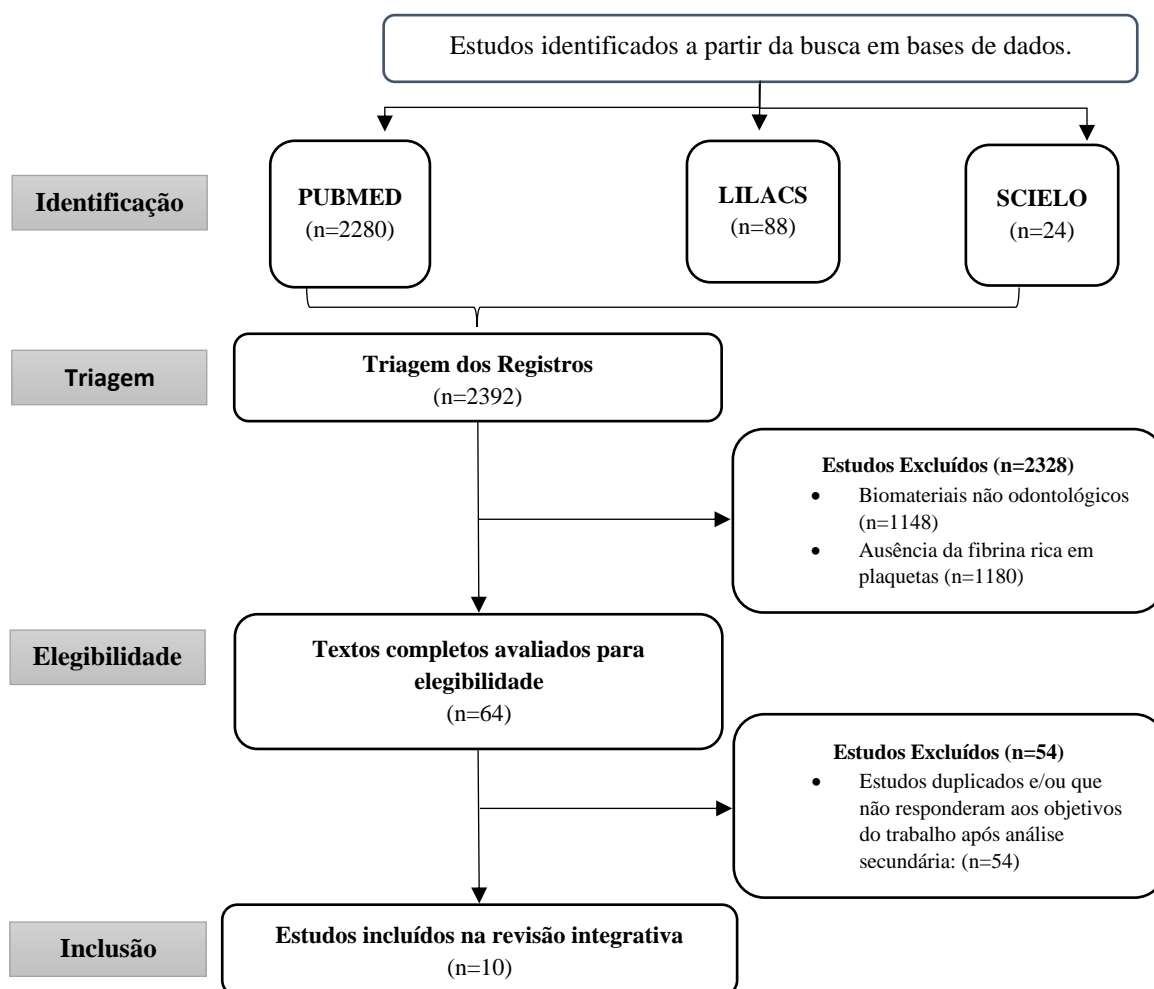 Estudos identificados a partir da busca em bases de dados.
Identificação
PUBMED
(n=2280)
LILACS
(n=88)
SCIELO
(n=24)
Triagem
Triagem dos Registros
(n=2392)
Estudos Excluídos (n=2328)
• Biomateriais não odontológicos
(n=1148)
• Ausência da fibrina rica em
plaquetas (n=1180)
Elegibilidade
Textos completos avaliados para
elegibilidade
(n=64)
Estudos Excluídos (n=54)
• Estudos duplicados e/ou que
não responderam aos objetivos
do trabalho após análise
secundária: (n=54)
Inclusão
Estudos incluídos na revisão integrativa
(n=10)